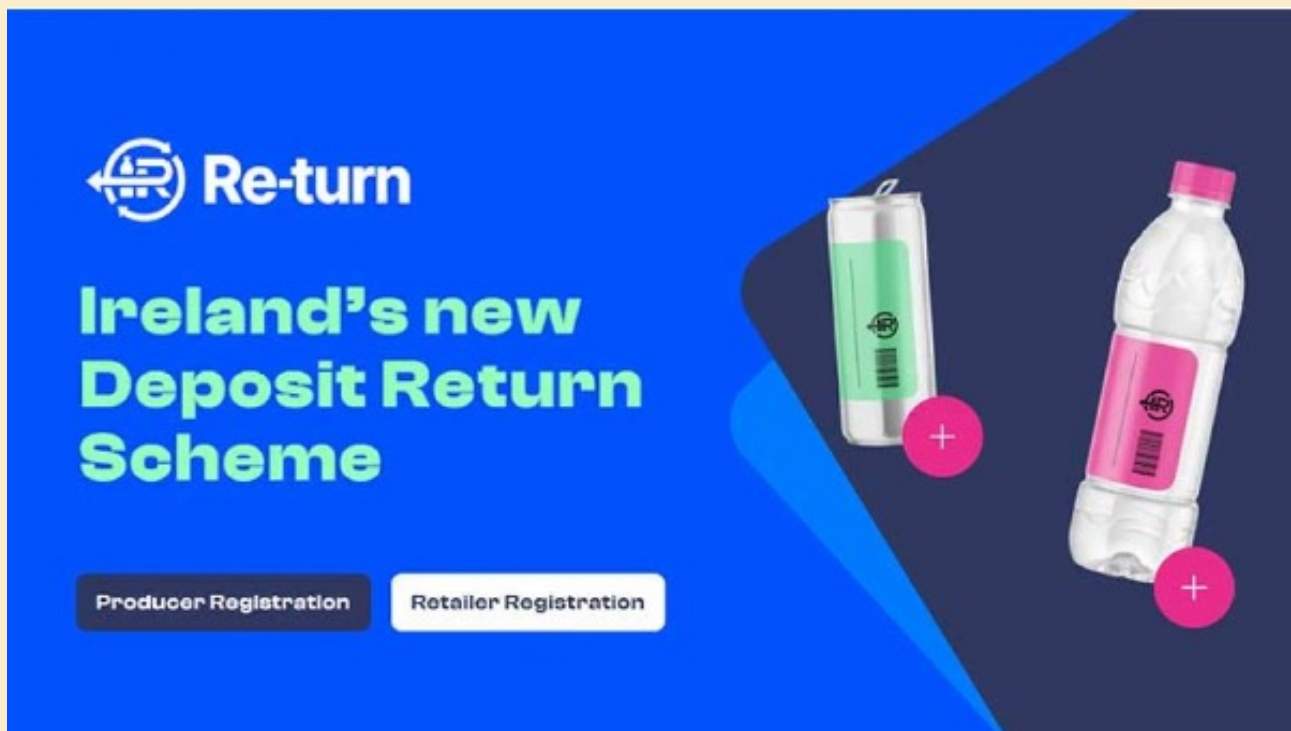 Re-turn
Ireland's new
Deposit Return
Scheme
Producer Registration
Retailer Registration